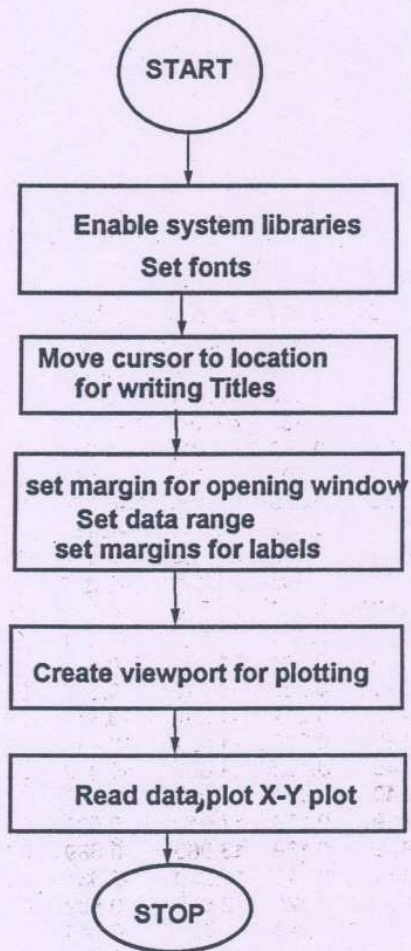 START
Enable system libraries
Set fonts
Move cursor to location
for writing Titles
set margin for opening window
Set data range
set margins for labels
Create viewport for plotting
Read data, plot X-Y plot
STOP